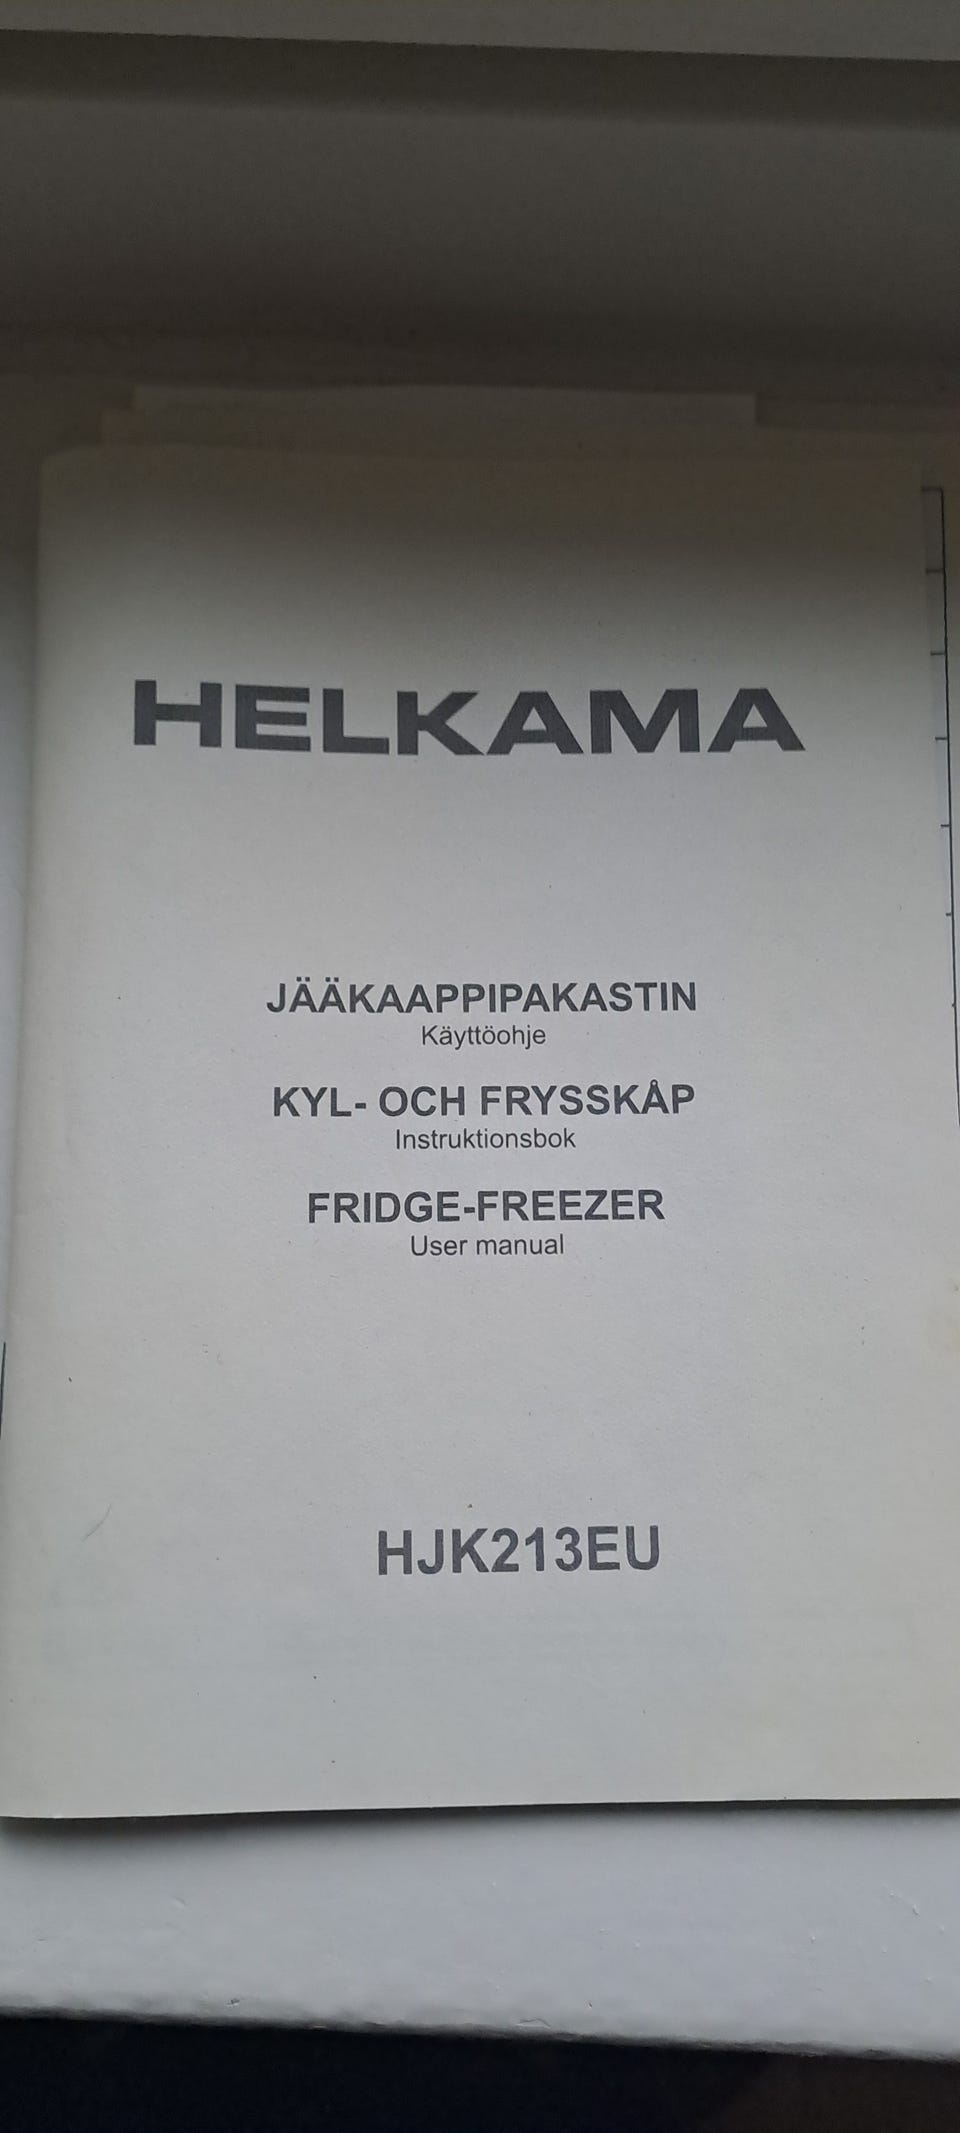 HELKAMA
JÄÄKAAPPIPAKASTIN
Käyttöohje
KYL- OCH FRYSSKÅP
Instruktionsbok
FRIDGE-FREEZER
User manual
HJK213EU